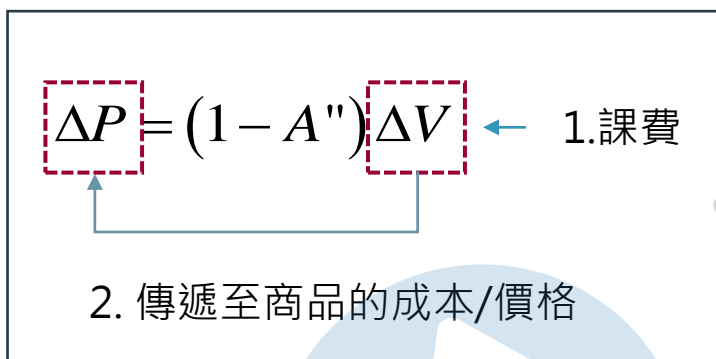 ΔP = (1 − A")ΔV
1.課費
2. 傳遞至商品的成本/價格